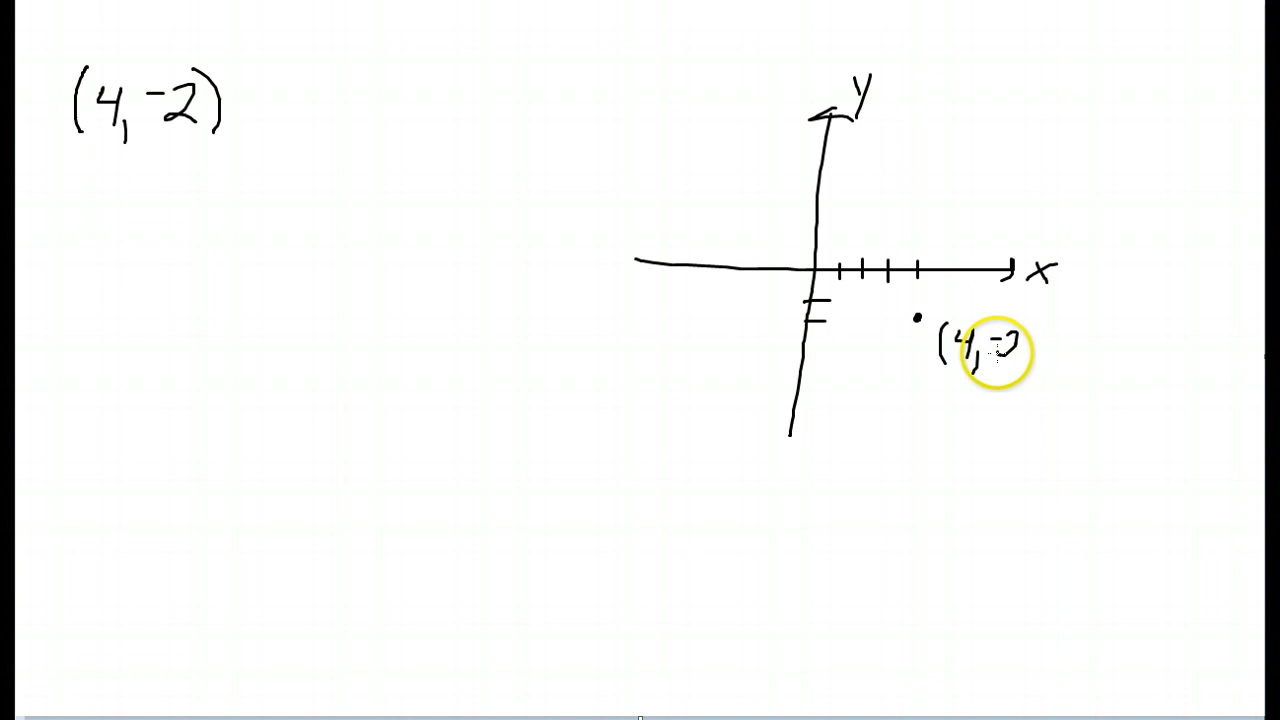 (4, -2)
y
x
(4, -2